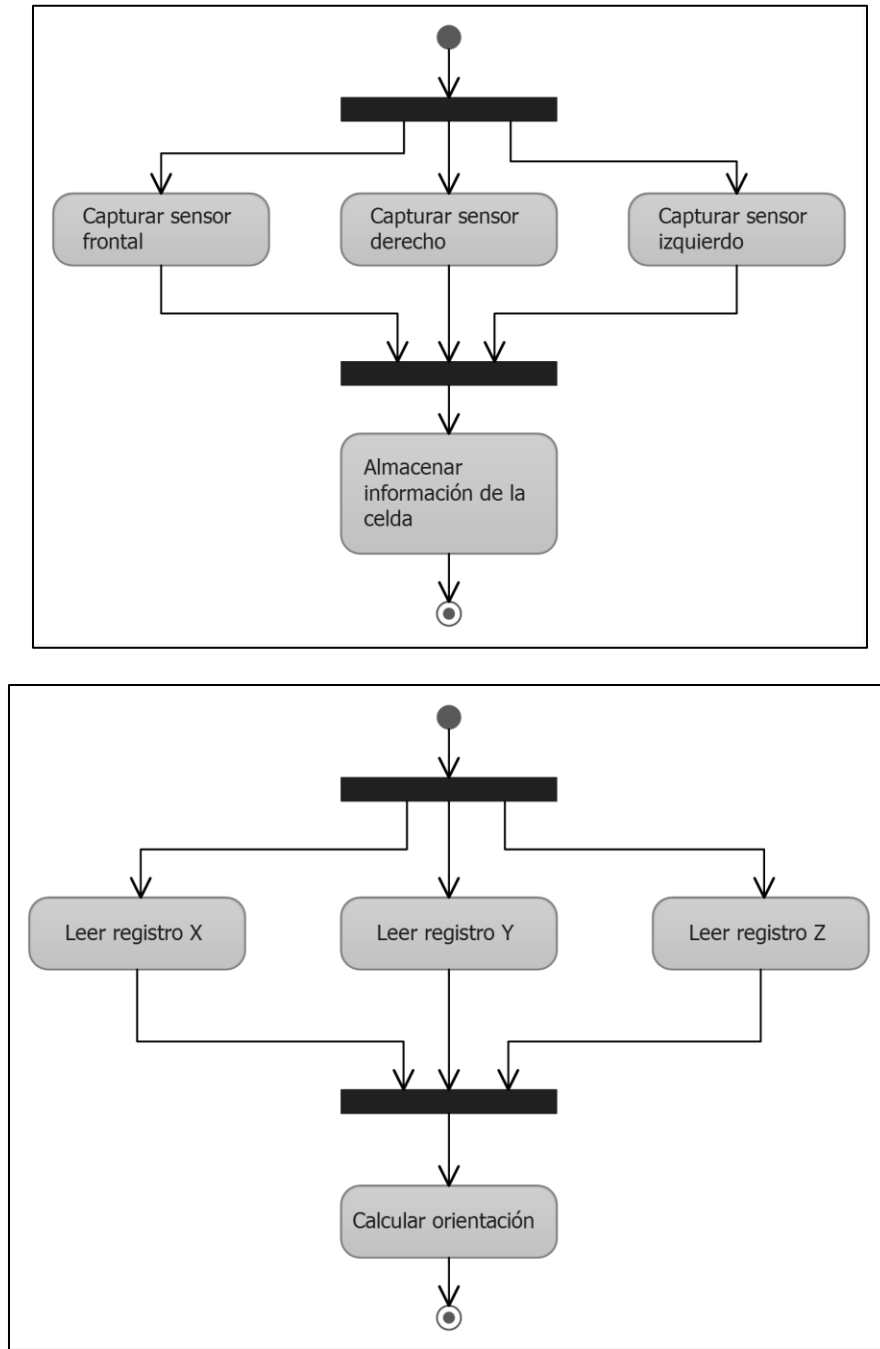 Capturar sensor
frontal
Capturar sensor
derecho
Capturar sensor
izquierdo
Almacenar
información de la
celda
Leer registro X
Leer registro Y
Leer registro Z
Calcular orientación